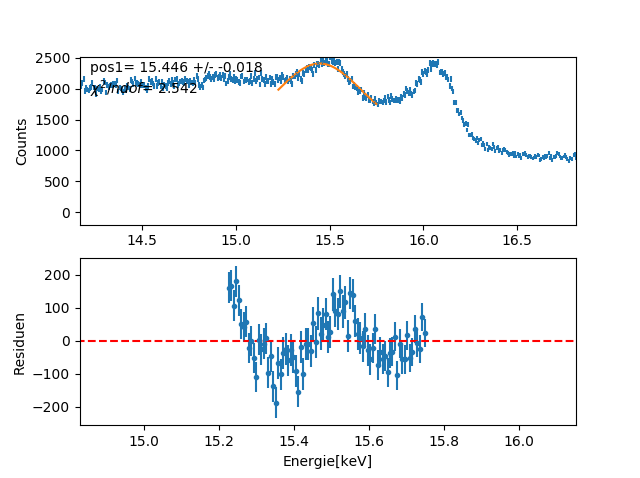 2500
2000
1500
1000
500
0
Counts
pos1= 15.446 +/- -0.018
χ²/ndof= 2.542
14.5 15.0 15.5 16.0 16.5
200
100
0
−100
−200
Residuen
15.0 15.2 15.4 15.6 15.8 16.0
Energie[keV]